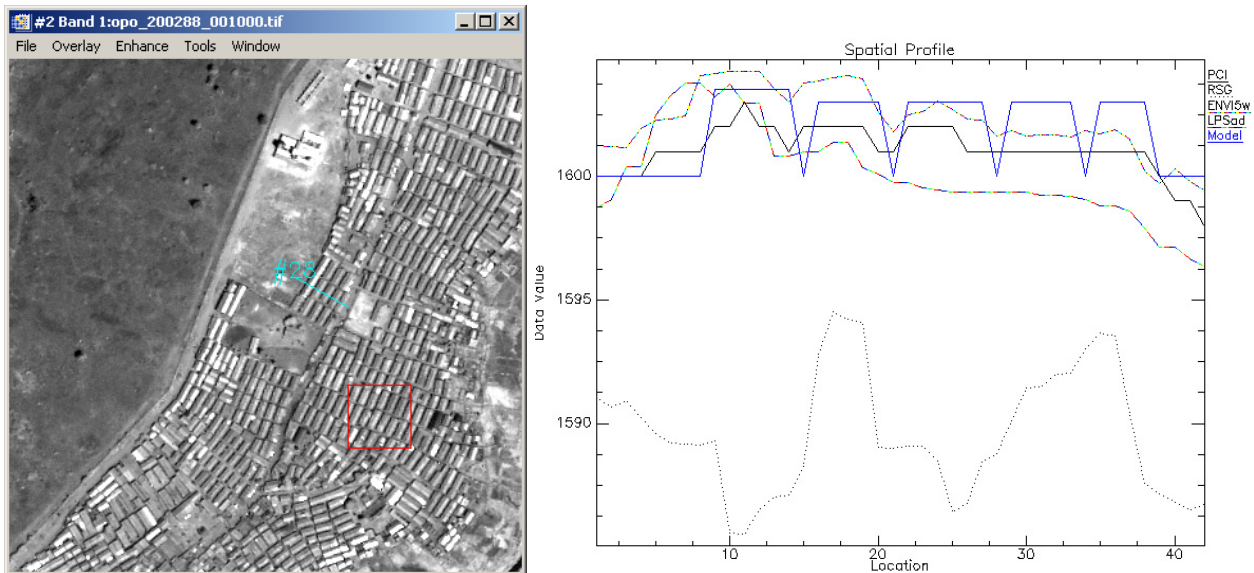 #2 Band 1:opo_200288_001000.tif
File Overlay Enhance Tools Window
#28
Spatial Profile
PCI
RSG
ENVI5w
LPSad
Model
1600
1595
1590
Data Value
10
20
30
40
Location